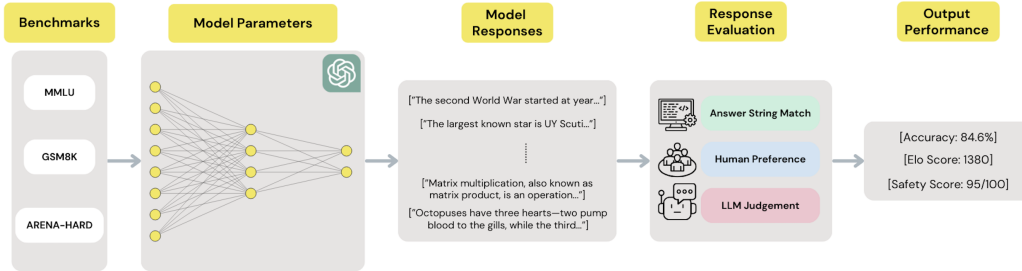 Benchmarks
Model Parameters
Model
Responses
Response
Evaluation
Output
Performance
MMLU
GSM8K
ARENA-HARD
["The second World War started at year..."]
["The largest known star is UY Scuti..."]
["Matrix multiplication, also known as
matrix product, is an operation..."]
["Octopuses have three hearts—two pump
blood to the gills, while the third..."]
Answer String Match
Human Preference
LLM Judgement
[Accuracy: 84.6%]
[Elo Score: 1380]
[Safety Score: 95/100]